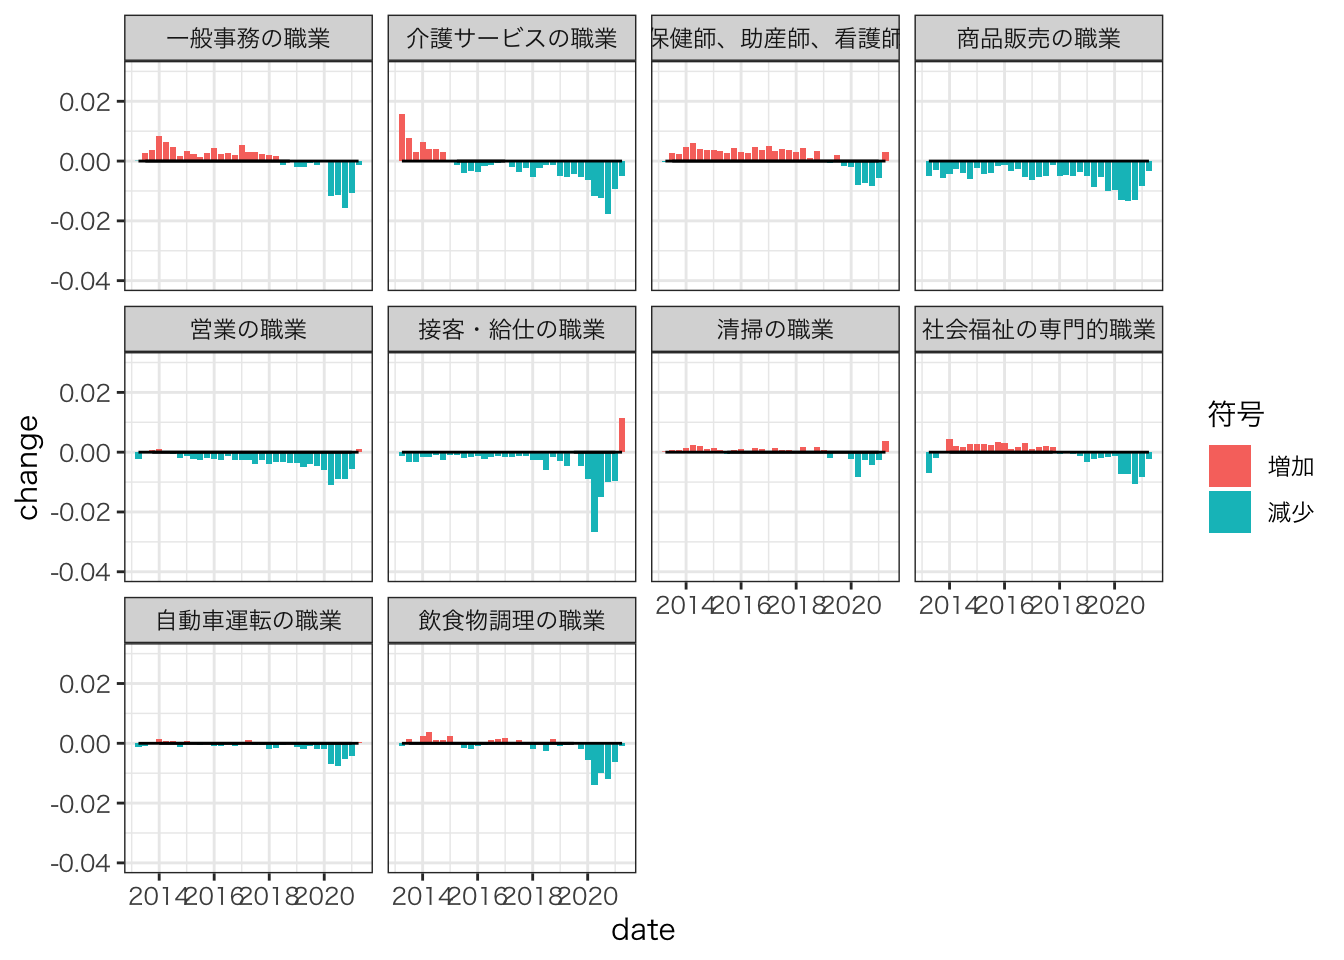 一般事務の職業 介護サービスの職業 保健師、助産師、看護師 商品販売の職業
0.02
0.00
-0.02
-0.04
営業の職業 接客・給仕の職業 清掃の職業 社会福祉の専門的職業
0.02
0.00
-0.02
-0.04
2014 2016 2018 2020 2014 2016 2018 2020
自動車運転の職業 飲食物調理の職業
0.02
0.00
-0.02
-0.04
2014 2016 2018 2020 2014 2016 2018 2020
date
change
符号
増加
減少